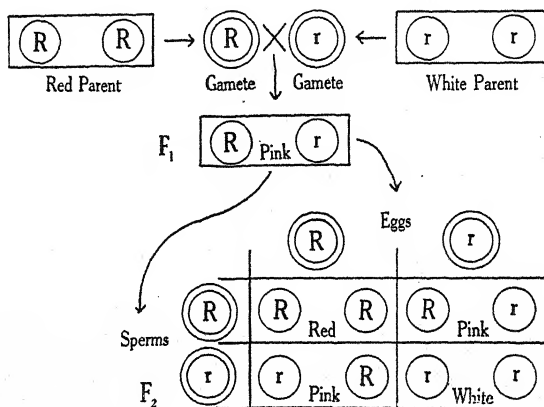 R R R r r r
Red Parent Gamete Gamete White Parent
F₁ R Pink r
Eggs
R r
R R Red R R Pink r
Sperms
F₂ r r Pink R r White r